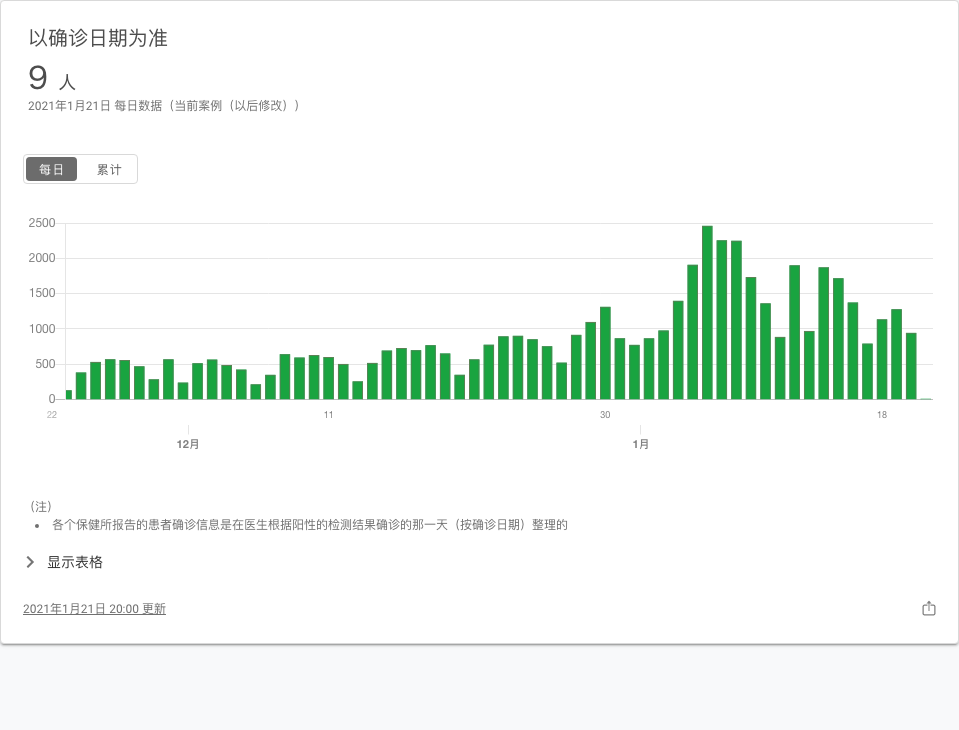 以确诊日期为准
9 人
2021年1月21日 每日数据（当前案例（以后修改））
每日 累计
2500
2000
1500
1000
500
0
22 11 30 18
12月 1月
（注）
• 各个保健所报告的患者确诊信息是在医生根据阳性的检测结果确诊的那一天（按确诊日期）整理的
显示表格
2021年1月21日 20:00 更新